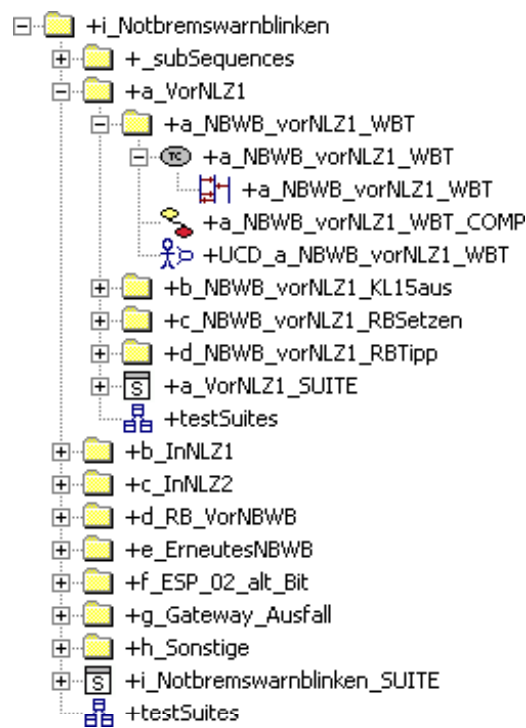 +i_Notbremswarnblinken
+_subSequences
+a_VorNLZ1
+a_NBWB_vorNLZ1_WBT
TC +a_NBWB_vorNLZ1_WBT
+a_NBWB_vorNLZ1_WBT
+a_NBWB_vorNLZ1_WBT_COMP
+UCD_a_NBWB_vorNLZ1_WBT
+b_NBWB_vorNLZ1_KL15aus
+c_NBWB_vorNLZ1_RBSetzen
+d_NBWB_vorNLZ1_RBTipp
S +a_VorNLZ1_SUITE
+testSuites
+b_InNLZ1
+c_InNLZ2
+d_RB_VorNBWB
+e_ErneutesNBWB
+f_ESP_02_alt_Bit
+g_Gateway_Ausfall
+h_Sonstige
S +i_Notbremswarnblinken_SUITE
+testSuites